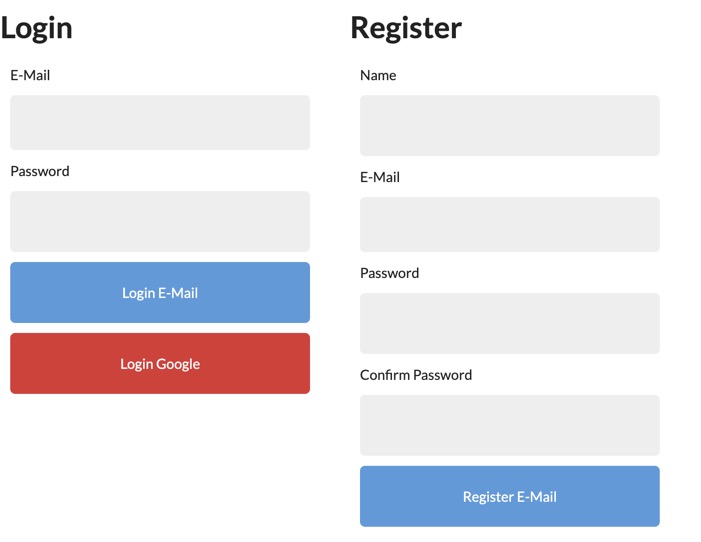 Login
E-Mail
Password
Login E-Mail
Login Google
Register
Name
E-Mail
Password
Confirm Password
Register E-Mail